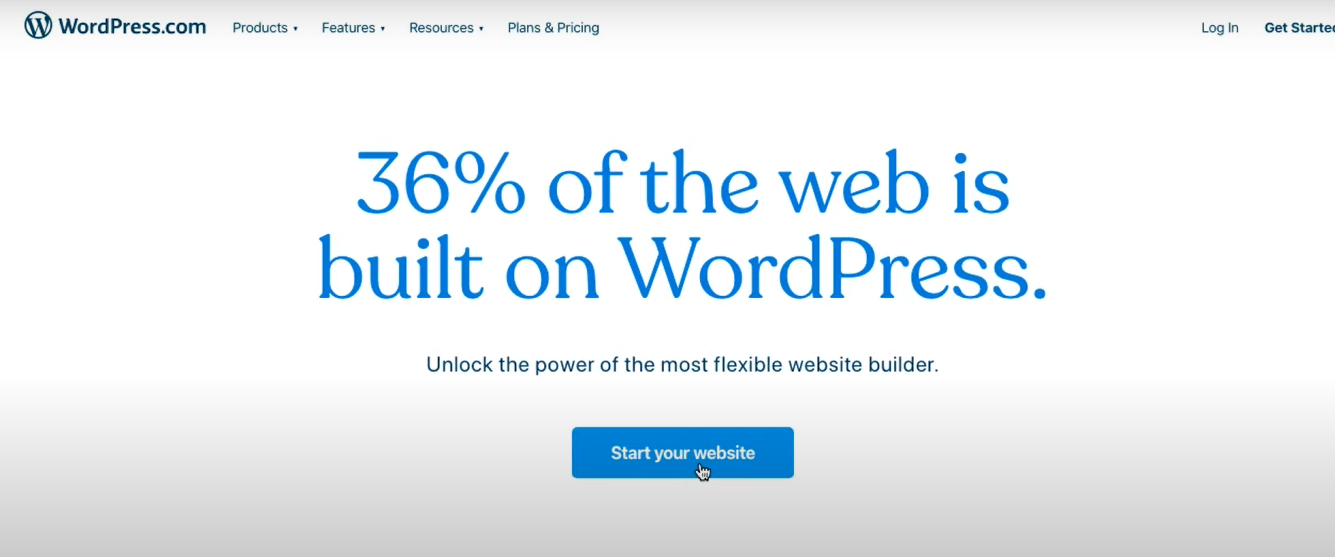 WordPress.com Products Features Resources Plans & Pricing Log In Get Started
36% of the web is
built on WordPress.
Unlock the power of the most flexible website builder.
Start your website